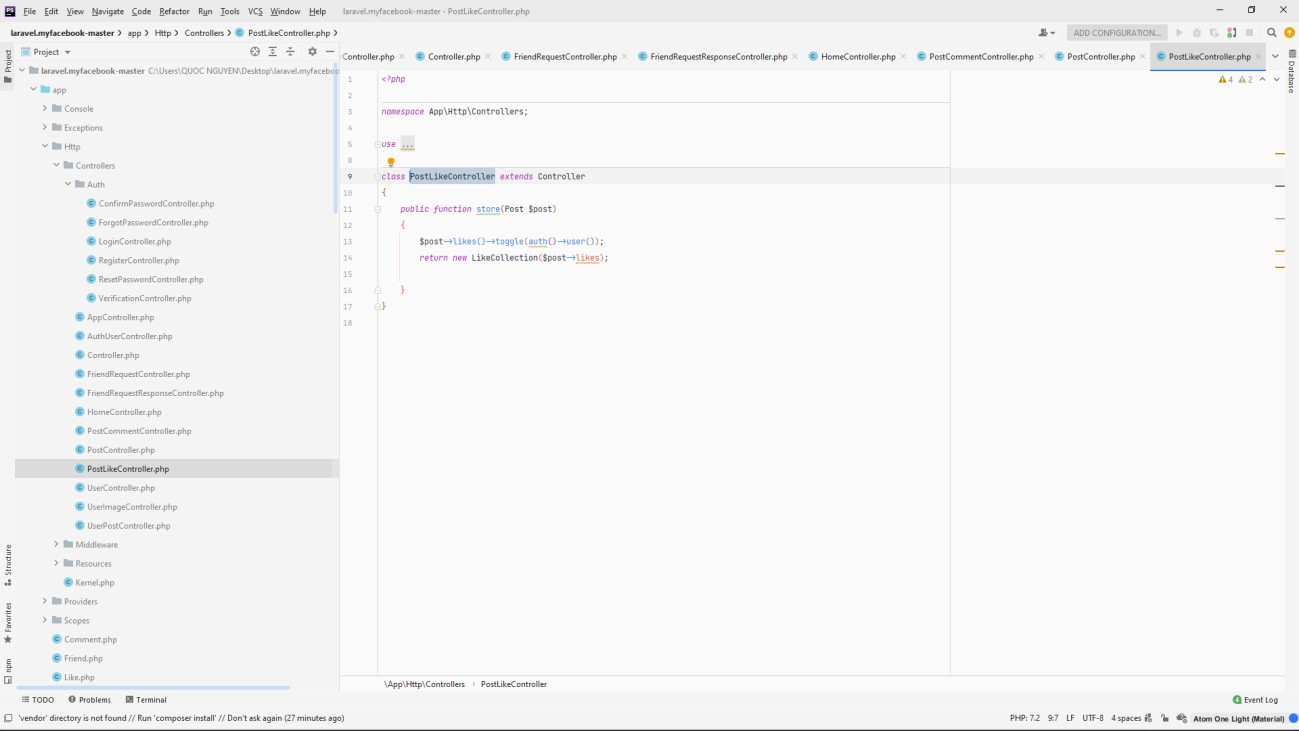 File Edit View Navigate Code Refactor Run Tools VCS Window Help laravel.myfacebook-master - PostLikeController.php
laravel.myfacebook-master app Http Controllers PostLikeController.php
ADD CONFIGURATION...
Project
Controller.php Controller.php FriendRequestController.php FriendRequestResponseController.php HomeController.php PostCommentController.php PostController.php PostLikeController.php
Project
Database
laravel.myfacebook-master C:\Users\QUOC NGUYEN\Desktop\laravel.myfaceboo
app
Console
Exceptions
Http
Controllers
Auth
ConfirmPasswordController.php
ForgotPasswordController.php
LoginController.php
RegisterController.php
ResetPasswordController.php
VerificationController.php
AppController.php
AuthUserController.php
Controller.php
FriendRequestController.php
FriendRequestResponseController.php
HomeController.php
PostCommentController.php
PostController.php
PostLikeController.php
UserController.php
UserImageController.php
UserPostController.php
Middleware
Resources
Kernel.php
Providers
Scopes
Comment.php
Friend.php
Like.php
Structure
Favorites
npm
4 2
1 <?php
2
3 namespace App\Http\Controllers;
4
5 use ...
8
9 class PostLikeController extends Controller
10 {
11 public function store(Post $post)
12 {
13 $post->likes()->toggle(auth()->user());
14 return new LikeCollection($post->likes);
15
16 }
17 }
18
\App\Http\Controllers PostLikeController
TODO Problems Terminal
4 Event Log
'vendor' directory is not found // Run 'composer install' // Don't ask again (27 minutes ago)
PHP: 7.2 9:7 LF UTF-8 4 spaces Atom One Light (Material)